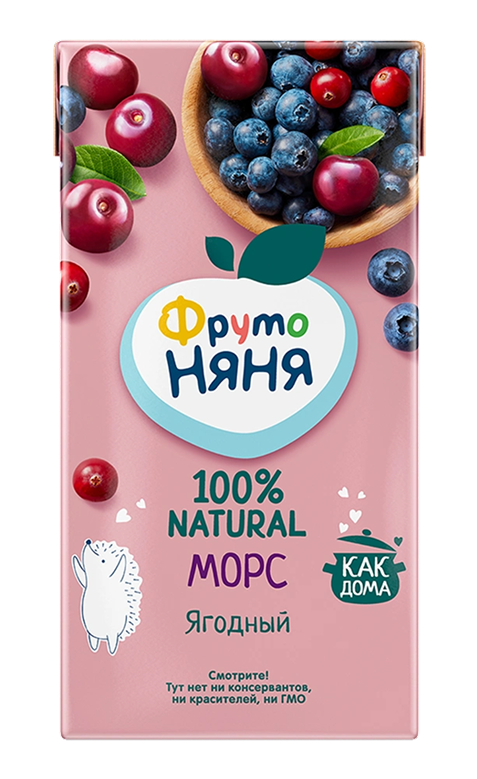 Фруто
НЯНЯ
100%
NATURAL
МОРС
Ягодный
КАК
ДОМА
Смотрите!
Тут нет ни консервантов,
ни красителей, ни ГМО